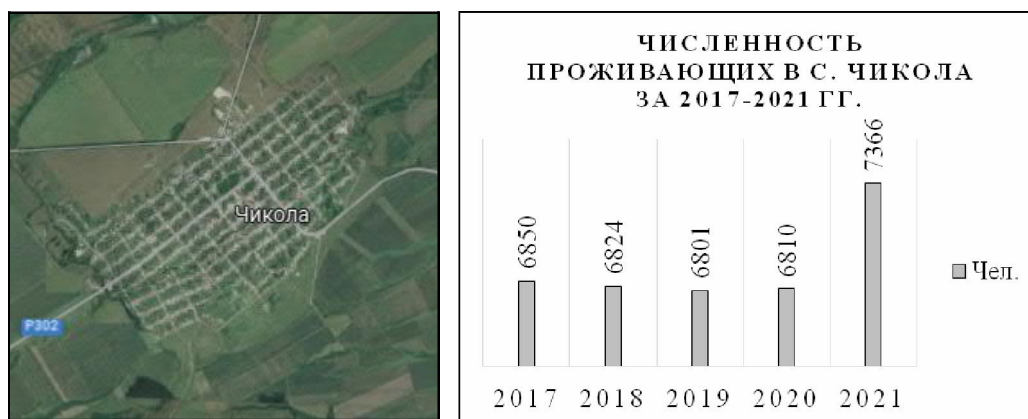 Чикола
Р302
ЧИСЛЕННОСТЬ
ПРОЖИВАЮЩИХ В С. ЧИКОЛА
ЗА 2017-2021 ГГ.
6850
6824
6801
6810
7366
Чел.
2017 2018 2019 2020 2021